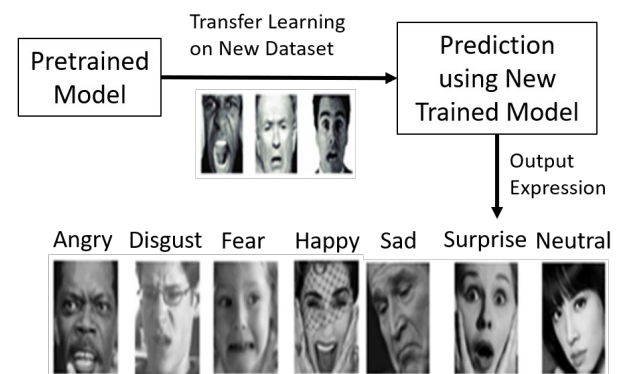 Transfer Learning
on New Dataset
Pretrained
Model
Prediction
using New
Trained Model
Output
Expression
Angry Disgust Fear Happy Sad Surprise Neutral